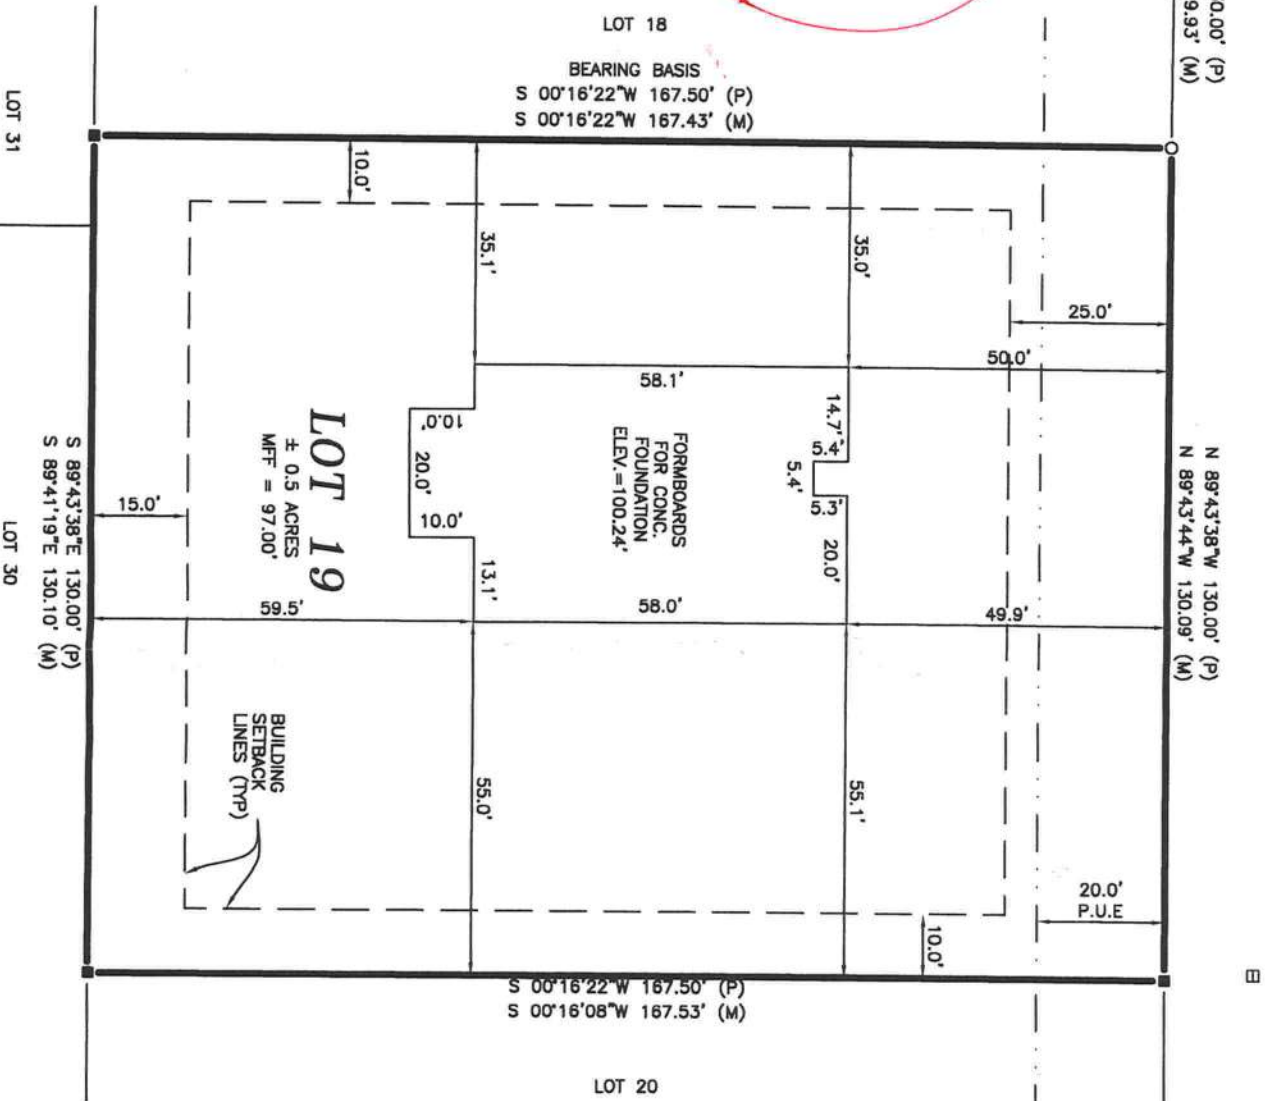 LOT 18
BEARING BASIS
S 00°16'22"W 167.50' (P)
S 00°16'22"W 167.43' (M)
0.00' (P)
9.93' (M)
LOT 31
10.0'
35.1'
35.0'
25.0'
50.0'
58.1'
14.7'
5.4'
5.4'
5.3'
20.0'
10.0'
20.0'
10.0'
13.1'
FORMBOARDS
FOR CONC.
FOUNDATION
ELEV.=100.24'
LOT 19
± 0.5 ACRES
MFF = 97.00'
15.0'
59.5'
58.0'
49.9'
N 89°43'38"W 130.00' (P)
N 89°43'44"W 130.09' (M)
S 89°43'38"E 130.00' (P)
S 89°41'19"E 130.10' (M)
LOT 30
BUILDING
SETBACK
LINES (TYP)
55.0'
55.1'
20.0'
P.U.E
10.0'
S 00°16'22"W 167.50' (P)
S 00°16'08"W 167.53' (M)
LOT 20